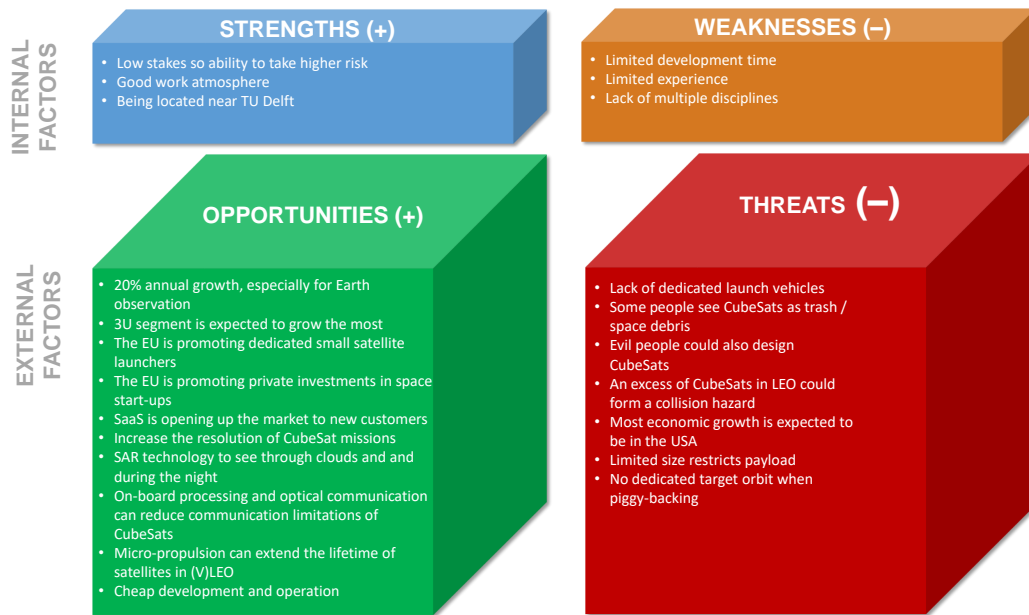 INTERNAL
FACTORS
STRENGTHS (+)
• Low stakes so ability to take higher risk
• Good work atmosphere
• Being located near TU Delft
WEAKNESSES (–)
• Limited development time
• Limited experience
• Lack of multiple disciplines
EXTERNAL
FACTORS
OPPORTUNITIES (+)
• 20% annual growth, especially for Earth
observation
• 3U segment is expected to grow the most
• The EU is promoting dedicated small satellite
launchers
• The EU is promoting private investments in space
start-ups
• SaaS is opening up the market to new customers
• Increase the resolution of CubeSat missions
• SAR technology to see through clouds and and
during the night
• On-board processing and optical communication
can reduce communication limitations of
CubeSats
• Micro-propulsion can extend the lifetime of
satellites in (V)LEO
• Cheap development and operation
THREATS (–)
• Lack of dedicated launch vehicles
• Some people see CubeSats as trash /
space debris
• Evil people could also design
CubeSats
• An excess of CubeSats in LEO could
form a collision hazard
• Most economic growth is expected to
be in the USA
• Limited size restricts payload
• No dedicated target orbit when
piggy-backing